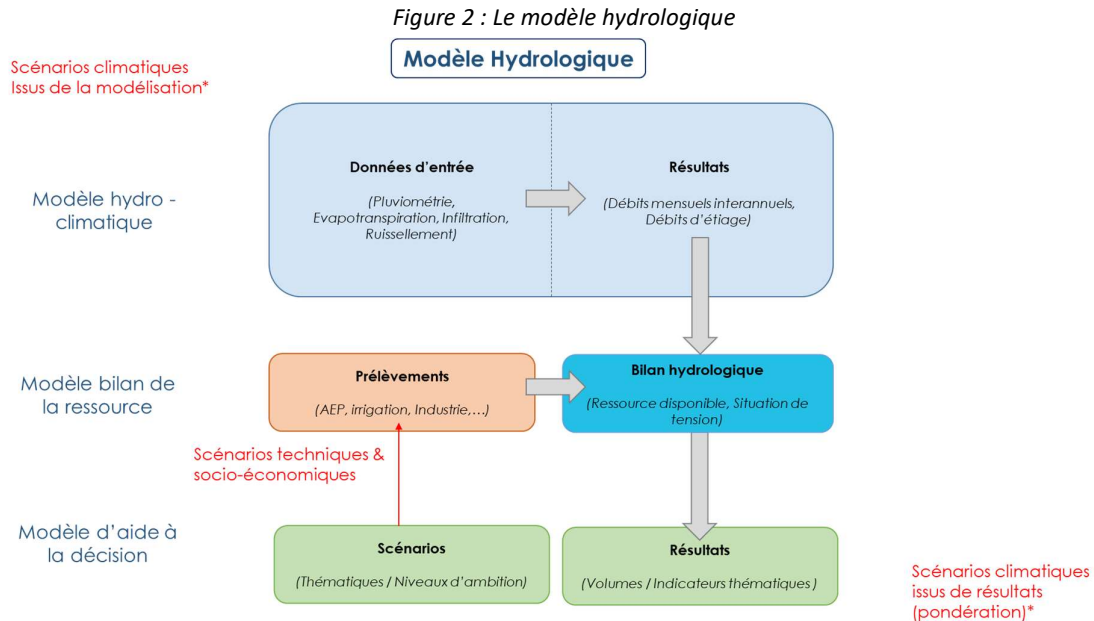 Figure 2 : Le modèle hydrologique
Modèle Hydrologique
Scénarios climatiques
Issus de la modélisation*
Modèle hydro -
climatique
Données d'entrée
(Pluviométrie,
Evapotranspiration, Infiltration,
Ruissellement)
Résultats
(Débits mensuels interannuels,
Débits d'étiage)
Modèle bilan de
la ressource
Prélèvements
(AEP, irrigation, Industrie,...)
Bilan hydrologique
(Ressource disponible, Situation de
tension)
Scénarios techniques &
socio-économiques
Modèle d'aide à
la décision
Scénarios
(Thématiques / Niveaux d'ambition)
Résultats
(Volumes / Indicateurs thématiques )
Scénarios climatiques
issus de résultats
(pondération)*